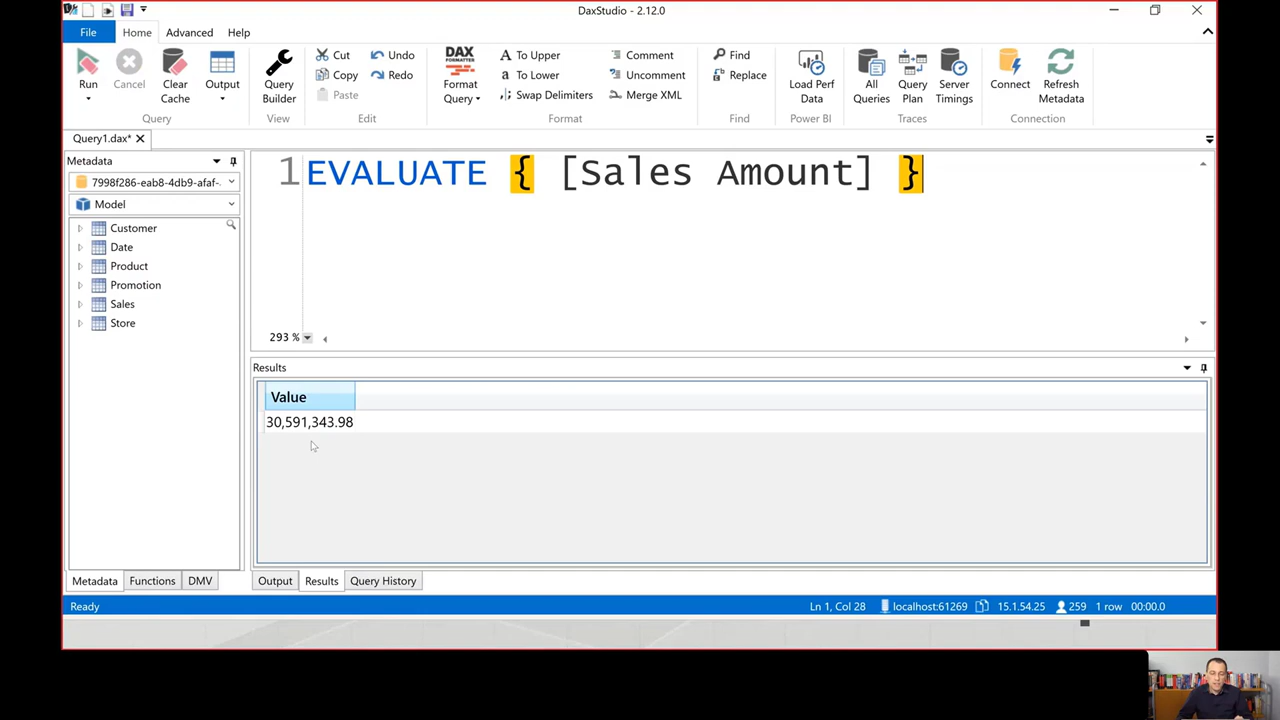 DaxStudio - 2.12.0
File Home Advanced Help
Run Cancel Clear Cache Output
Query
Query Builder
View
Cut Copy Paste Undo Redo
Edit
DAX FORMATTER
Format Query
To Upper To Lower Swap Delimiters
Comment Uncomment Merge XML
Format
Find Replace
Find
Load Perf Data
Power BI
All Queries Query Plan Server Timings
Traces
Connect Refresh Metadata
Connection
Query1.dax*
Metadata
7998f286-eab8-4db9-afaf-
Model
Customer
Date
Product
Promotion
Sales
Store
Metadata Functions DMV
1 EVALUATE { [Sales Amount] }
293 %
Results
Value
30,591,343.98
Output Results Query History
Ready Ln 1, Col 28 localhost:61269 15.1.54.25 259 1 row 00:00.0